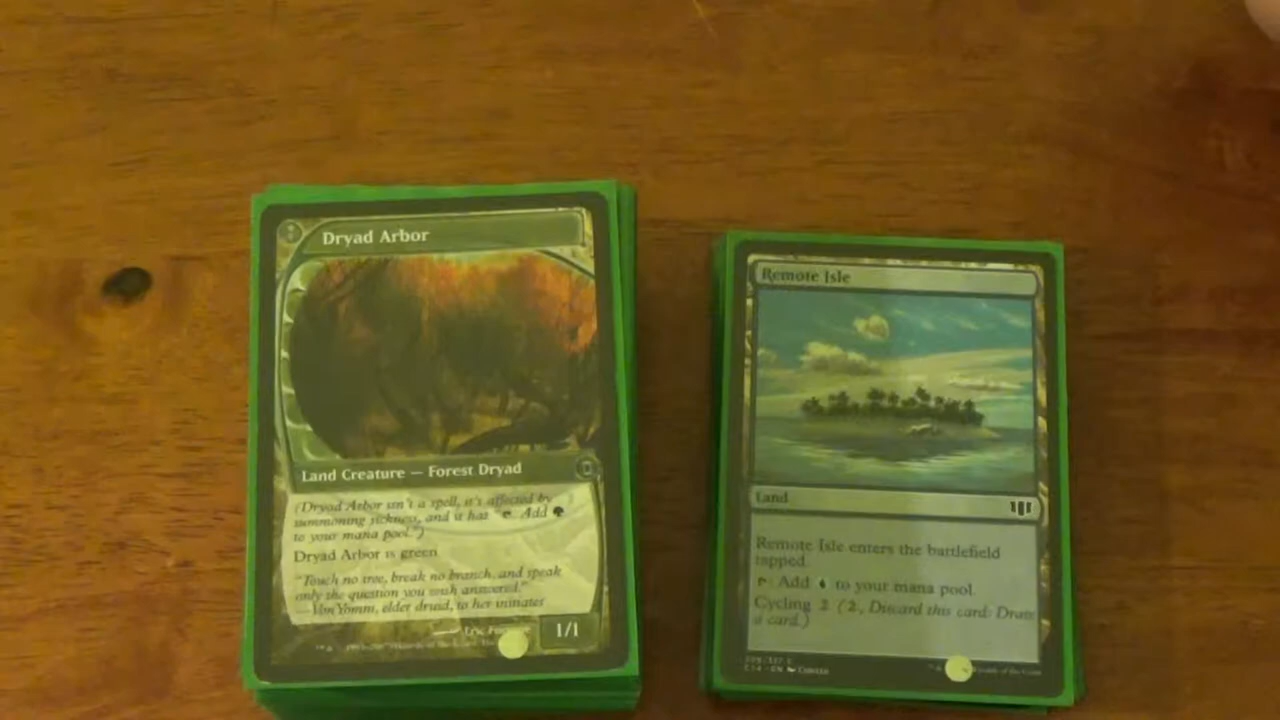 Dryad Arbor
Land Creature — Forest Dryad
(Dryad Arbor isn't a spell, it's affected by
summoning sickness, and it has "T: Add
to your mana pool.")
Dryad Arbor is green
"Touch no tree, break no branch, and speak
only the question you wish answered."
—Von Yomm, elder druid, to her initiates
1/1
Remote Isle
Land
Remote Isle enters the battlefield
tapped.
: Add to your mana pool.
Cycling 2 (2, Discard this card: Draw
a card.)
C14 • EN